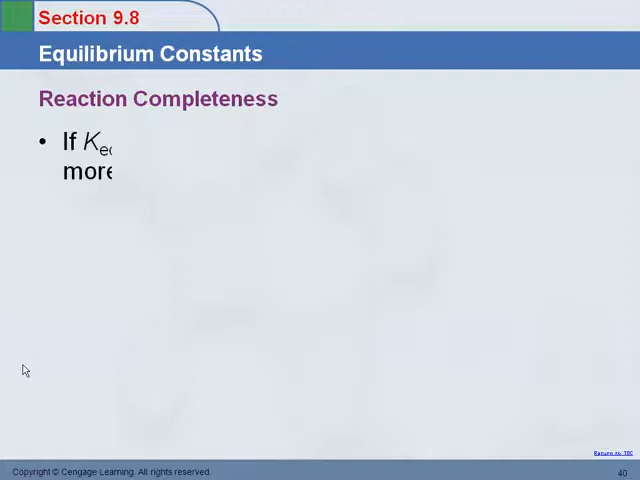 Section 9.8
Equilibrium Constants
Reaction Completeness
• If Keq
more
Return to TOC
Copyright © Cengage Learning. All rights reserved.
40